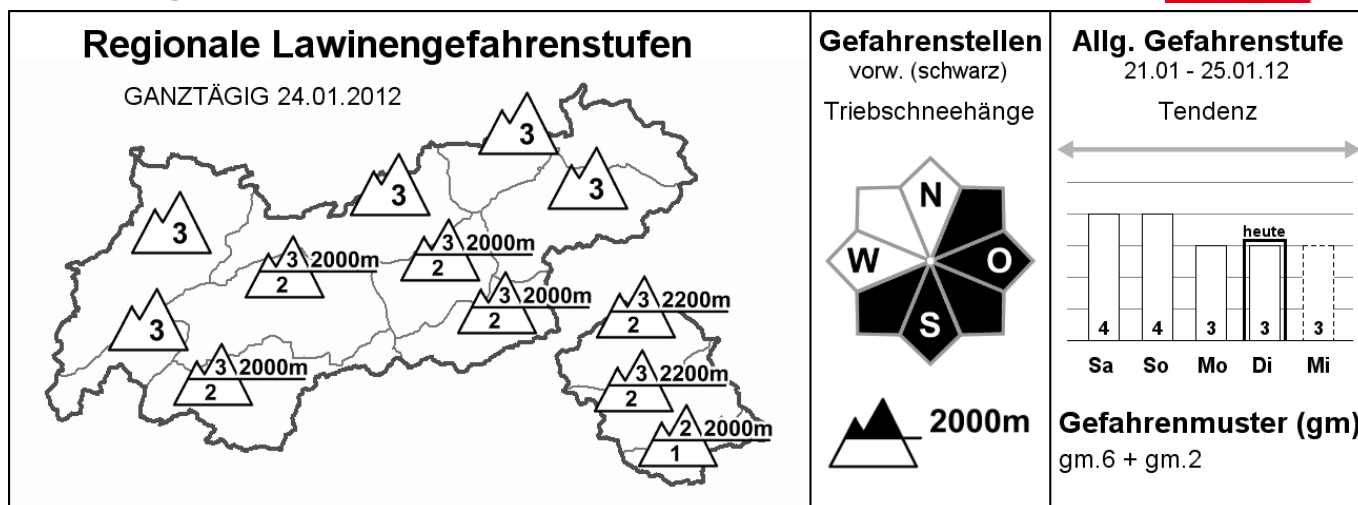 Regionale Lawinengefahrenstufen
GANZTÄGIG 24.01.2012
3
3
3
3
3
3 2000m
2
3 2000m
2
3 2000m
2
3 2200m
2
3
3 2000m
2
3 2200m
2
2 2000m
1
Gefahrenstellen
vorw. (schwarz)
Triebschneehänge
N
W
O
S
2000m
Allg. Gefahrenstufe
21.01 - 25.01.12
Tendenz
heute
4 4 3 3 3
Sa So Mo Di Mi
Gefahrenmuster (gm)
gm.6 + gm.2